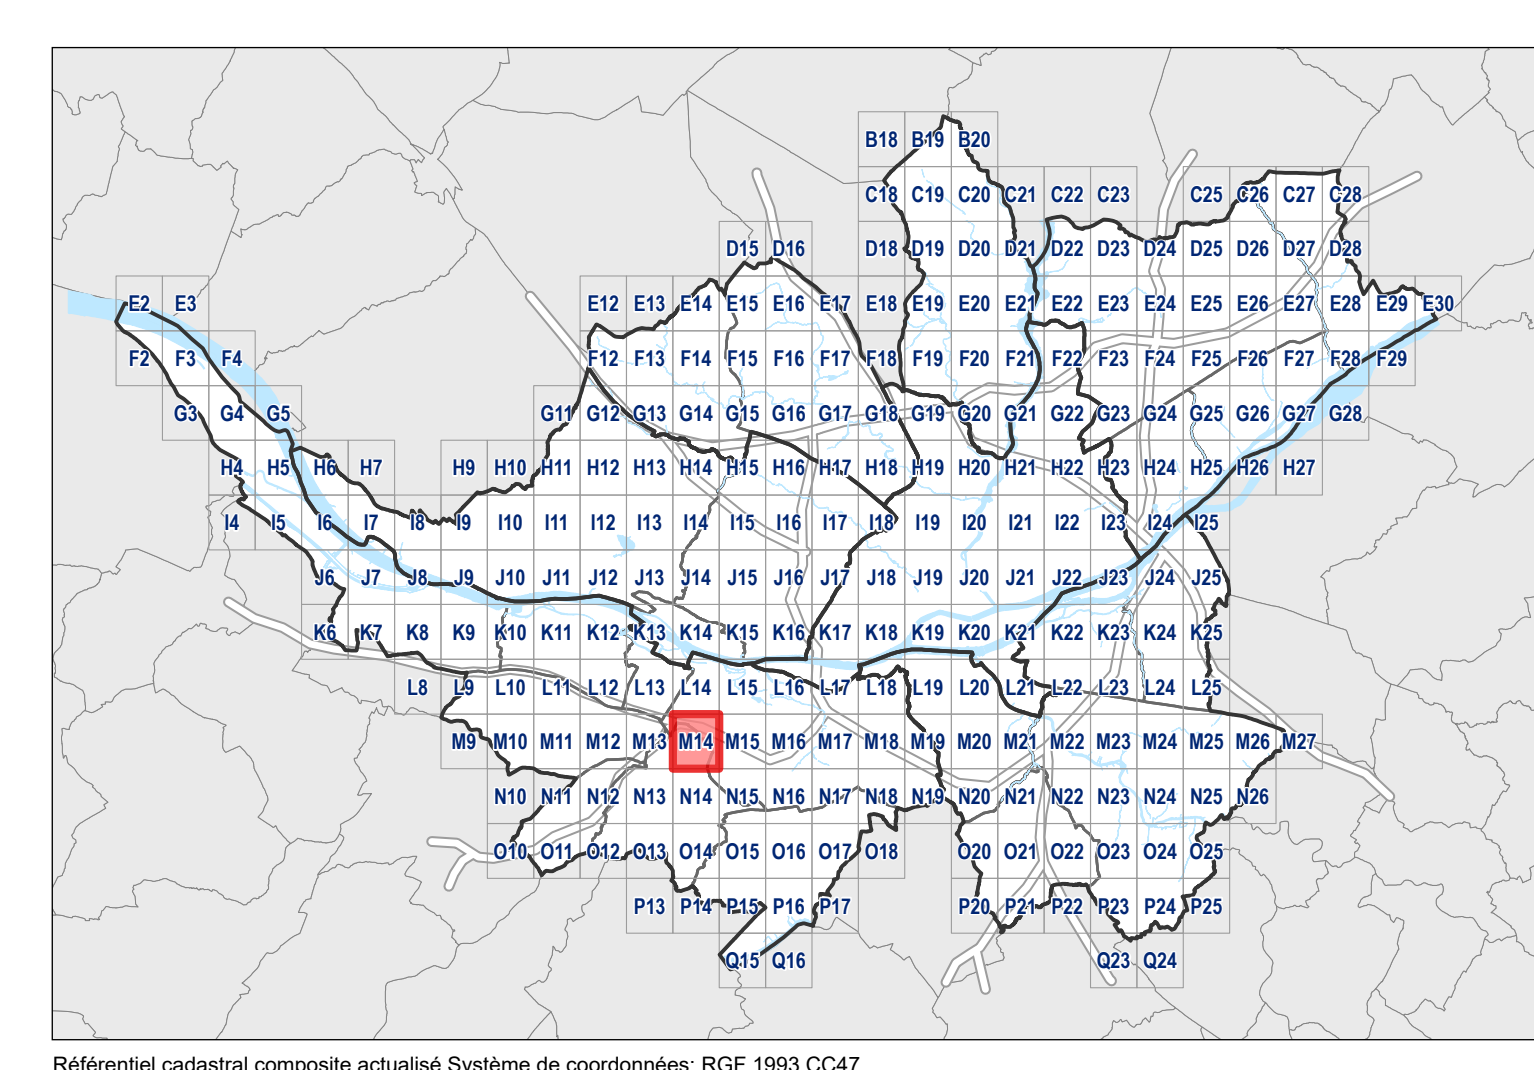 B18 B19 B20
C18 C19 C20 C21 C22 C23 C25 C26 C27 C28
D15 D16 D18 D19 D20 D21 D22 D23 D24 D25 D26 D27 D28
E2 E3 E12 E13 E14 E15 E16 E17 E18 E19 E20 E21 E22 E23 E24 E25 E26 E27 E28 E29 E30
F2 F3 F4 F12 F13 F14 F15 F16 F17 F18 F19 F20 F21 F22 F23 F24 F25 F26 F27 F28 F29
G3 G4 G5 G11 G12 G13 G14 G15 G16 G17 G18 G19 G20 G21 G22 G23 G24 G25 G26 G27 G28
H4 H5 H6 H7 H9 H10 H11 H12 H13 H14 H15 H16 H17 H18 H19 H20 H21 H22 H23 H24 H25 H26 H27
I4 I5 I6 I7 I8 I9 I10 I11 I12 I13 I14 I15 I16 I17 I18 I19 I20 I21 I22 I23 I24 I25
J6 J7 J8 J9 J10 J11 J12 J13 J14 J15 J16 J17 J18 J19 J20 J21 J22 J23 J24 J25
K6 K7 K8 K9 K10 K11 K12 K13 K14 K15 K16 K17 K18 K19 K20 K21 K22 K23 K24 K25
L8 L9 L10 L11 L12 L13 L14 L15 L16 L17 L18 L19 L20 L21 L22 L23 L24 L25
M9 M10 M11 M12 M13 M14 M15 M16 M17 M18 M19 M20 M21 M22 M23 M24 M25 M26 M27
N10 N11 N12 N13 N14 N15 N16 N17 N18 N19 N20 N21 N22 N23 N24 N25 N26
O10 O11 O12 O13 O14 O15 O16 O17 O18 O20 O21 O22 O23 O24 O25
P13 P14 P15 P16 P17 P20 P21 P22 P23 P24 P25
Q15 Q16 Q23 Q24
Référentiel cadastral composite actualisé Système de coordonnées: RGF 1993 CC47